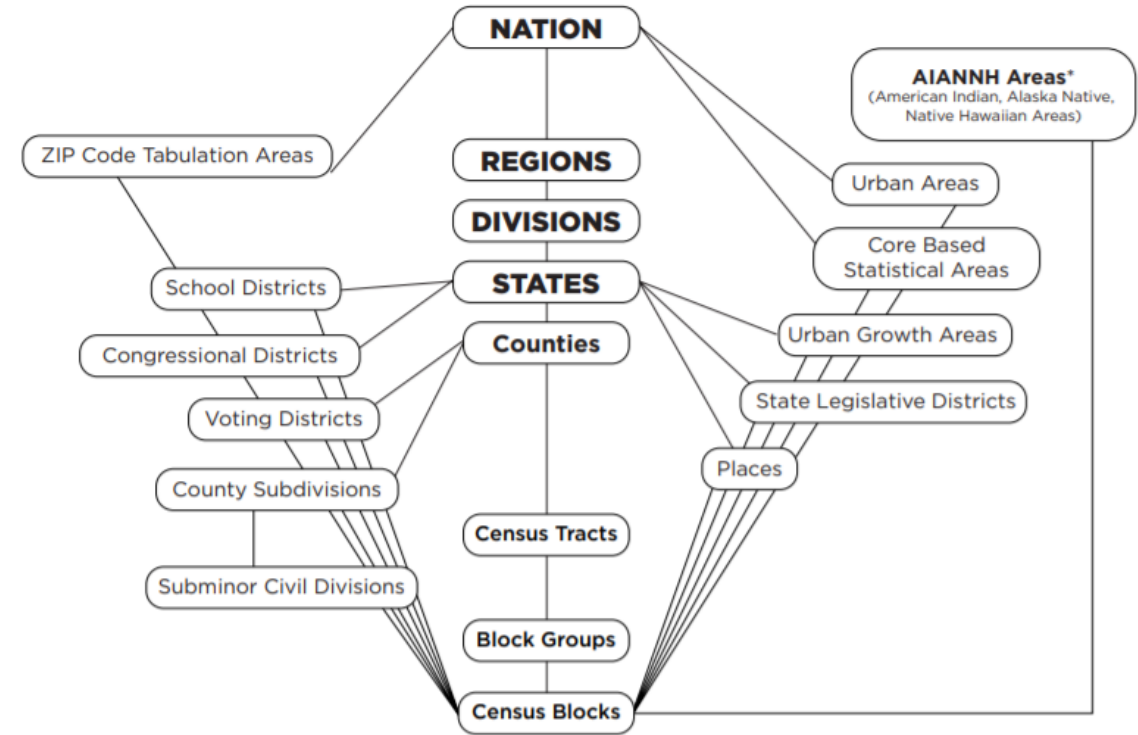 NATION
AIANNH Areas*
(American Indian, Alaska Native,
Native Hawaiian Areas)
ZIP Code Tabulation Areas
REGIONS
Urban Areas
DIVISIONS
Core Based
Statistical Areas
School Districts
STATES
Urban Growth Areas
Congressional Districts
Counties
State Legislative Districts
Voting Districts
Places
County Subdivisions
Census Tracts
Subminor Civil Divisions
Block Groups
Census Blocks